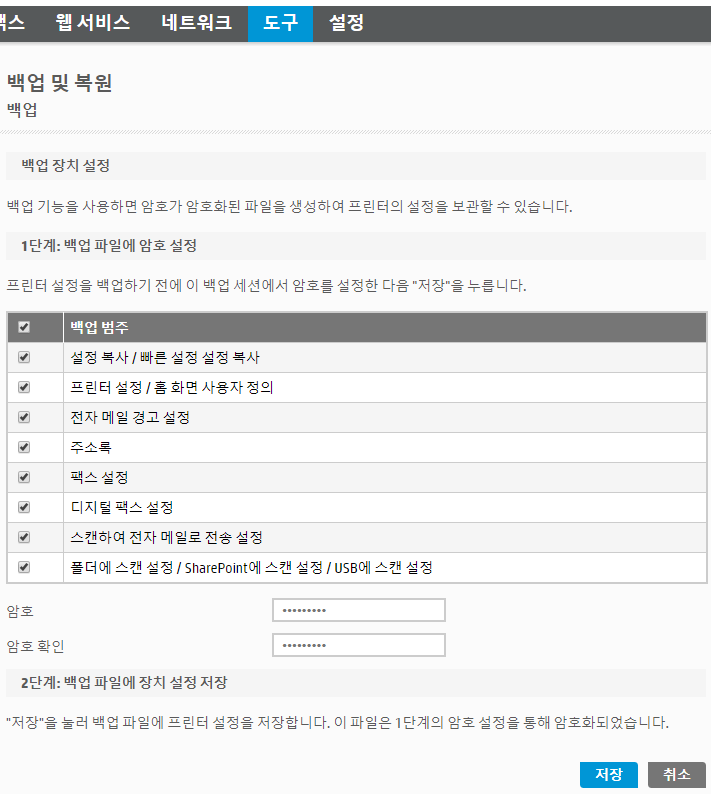 팩스 웹 서비스 네트워크 도구 설정
백업 및 복원
백업
백업 장치 설정
백업 기능을 사용하면 암호가 암호화된 파일을 생성하여 프린터의 설정을 보관할 수 있습니다.
1단계: 백업 파일에 암호 설정
프린터 설정을 백업하기 전에 이 백업 세션에서 암호를 설정한 다음 "저장"을 누릅니다.
백업 범주
설정 복사 / 빠른 설정 설정 복사
프린터 설정 / 홈 화면 사용자 정의
전자 메일 경고 설정
주소록
팩스 설정
디지털 팩스 설정
스캔하여 전자 메일로 전송 설정
폴더에 스캔 설정 / SharePoint에 스캔 설정 / USB에 스캔 설정
암호 •••••••••
암호 확인 •••••••••
2단계: 백업 파일에 장치 설정 저장
"저장"을 눌러 백업 파일에 프린터 설정을 저장합니다. 이 파일은 1단계의 암호 설정을 통해 암호화되었습니다.
저장 취소